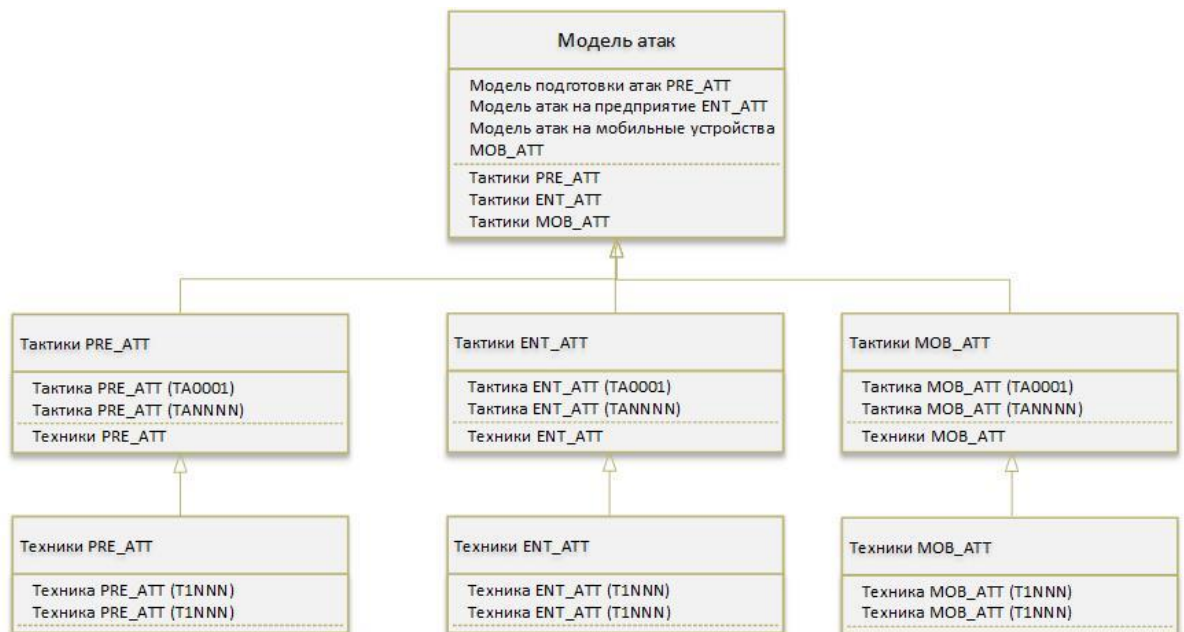 Модель атак
Модель подготовки атак PRE_ATT
Модель атак на предприятие ENT_ATT
Модель атак на мобильные устройства
MOB_ATT
Тактики PRE_ATT
Тактики ENT_ATT
Тактики MOB_ATT
Тактики PRE_ATT
Тактика PRE_ATT (TA0001)
Тактика PRE_ATT (TANNNN)
Техники PRE_ATT
Тактики ENT_ATT
Тактика ENT_ATT (TA0001)
Тактика ENT_ATT (TANNNN)
Техники ENT_ATT
Тактики MOB_ATT
Тактика MOB_ATT (TA0001)
Тактика MOB_ATT (TANNNN)
Техники MOB_ATT
Техники PRE_ATT
Техника PRE_ATT (T1NNN)
Техника PRE_ATT (T1NNN)
Техники ENT_ATT
Техника ENT_ATT (T1NNN)
Техника ENT_ATT (T1NNN)
Техники MOB_ATT
Техника MOB_ATT (T1NNN)
Техника MOB_ATT (T1NNN)